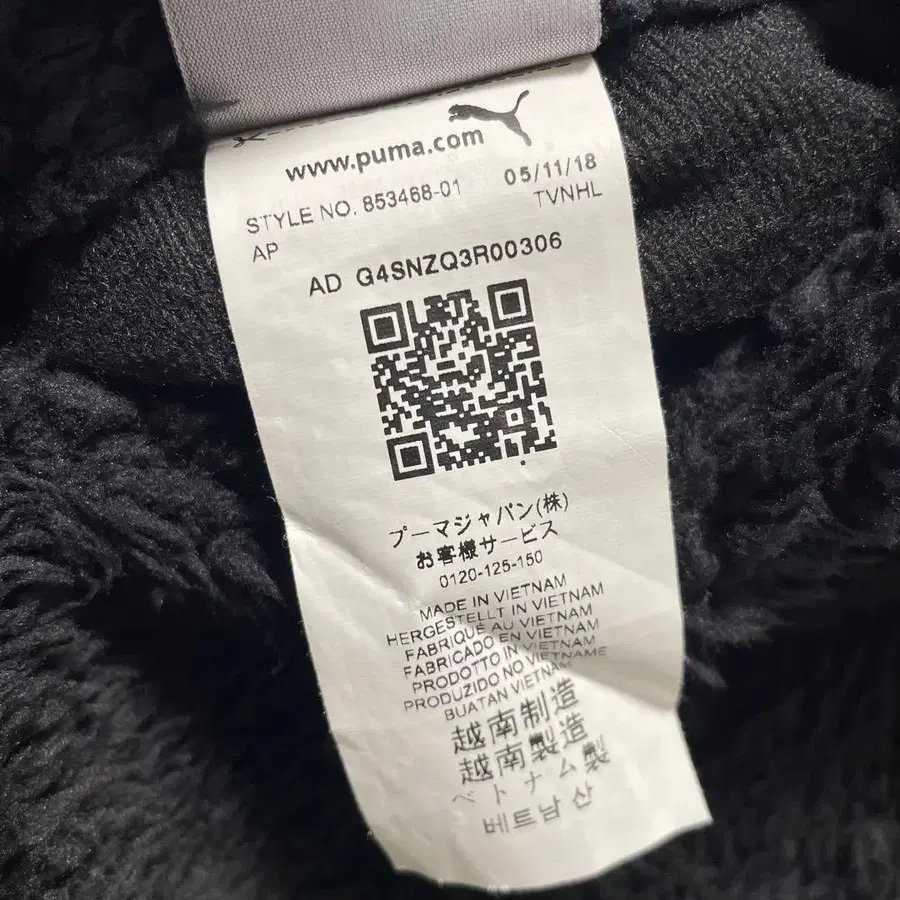 www.puma.com
STYLE NO. 853468-01 05/11/18
AP TVNHL
AD G4SNZQ3R00306
プーマジャパン(株)
お客様サービス
0120-125-150
MADE IN VIETNAM
HERGESTELLT IN VIETNAM
FABRIQUÉ AU VIETNAM
FABRICADO EN VIETNAM
PRODOTTO IN VIETNAM
PRODUZIDO NO VIETNAME
BUATAN VIETNAM
越南制造
越南製造
ベトナム製
베트남 산